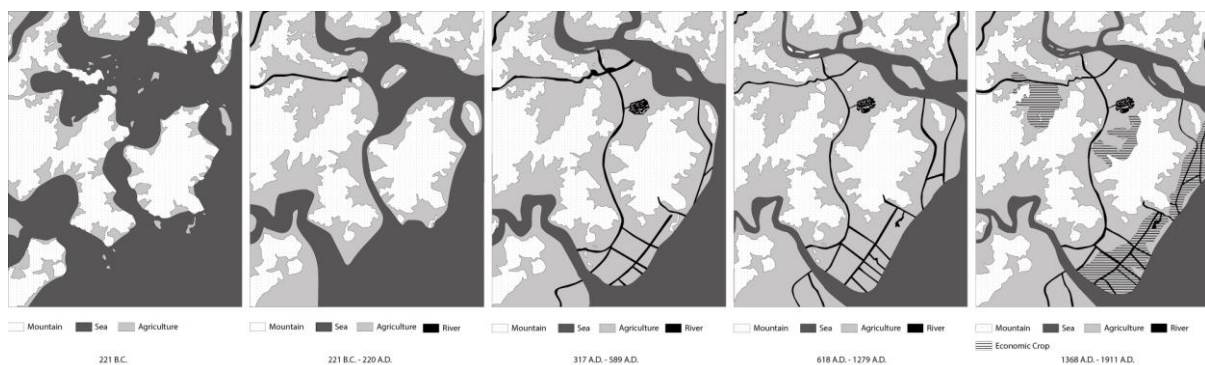 Mountain Sea Agriculture
221 B.C.
Mountain Sea Agriculture River
221 B.C. - 220 A.D.
Mountain Sea Agriculture River
317 A.D. - 589 A.D.
Mountain Sea Agriculture River
618 A.D. - 1279 A.D.
Mountain Sea Agriculture River
Economic Crop
1368 A.D. - 1911 A.D.